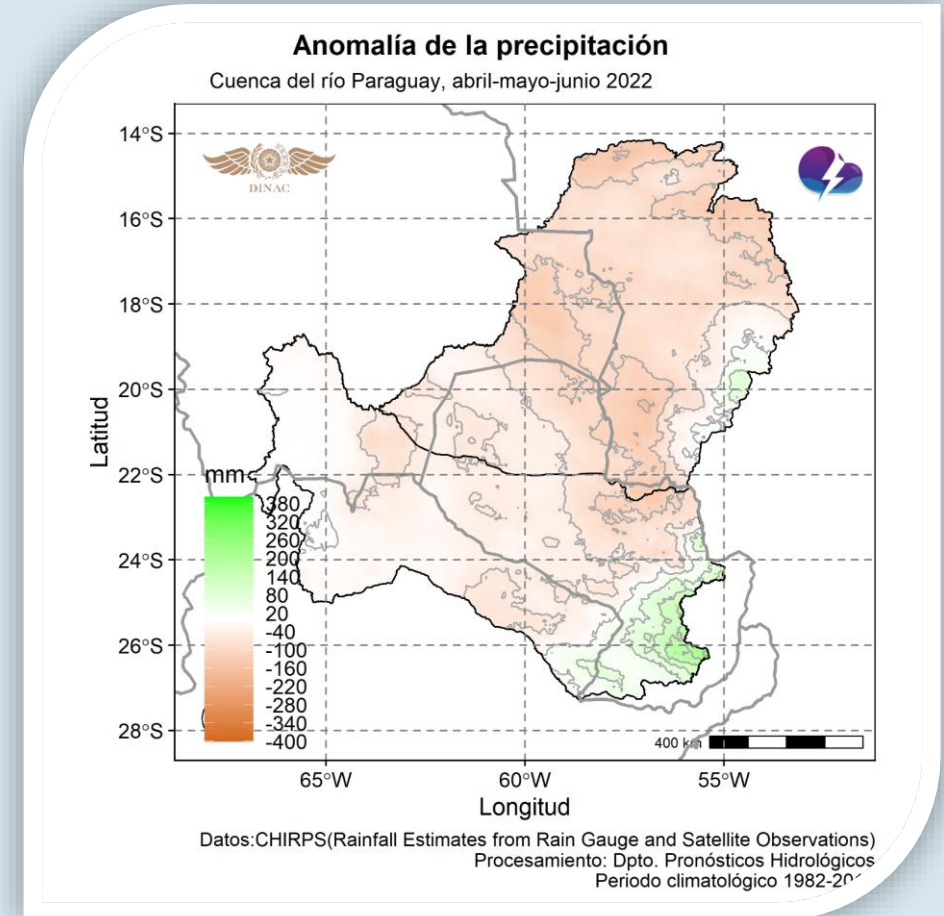 Anomalía de la precipitación
Cuenca del río Paraguay, abril-mayo-junio 2022
14°S
16°S
18°S
20°S
22°S
24°S
26°S
28°S
Latitud
DINAC
mm
380
320
260
200
140
80
20
-40
-100
-160
-220
-280
-340
-400
400 km
65°W
60°W
55°W
Longitud
Datos:CHIRPS(Rainfall Estimates from Rain Gauge and Satellite Observations)
Procesamiento: Dpto. Pronósticos Hidrológicos
Periodo climatológico